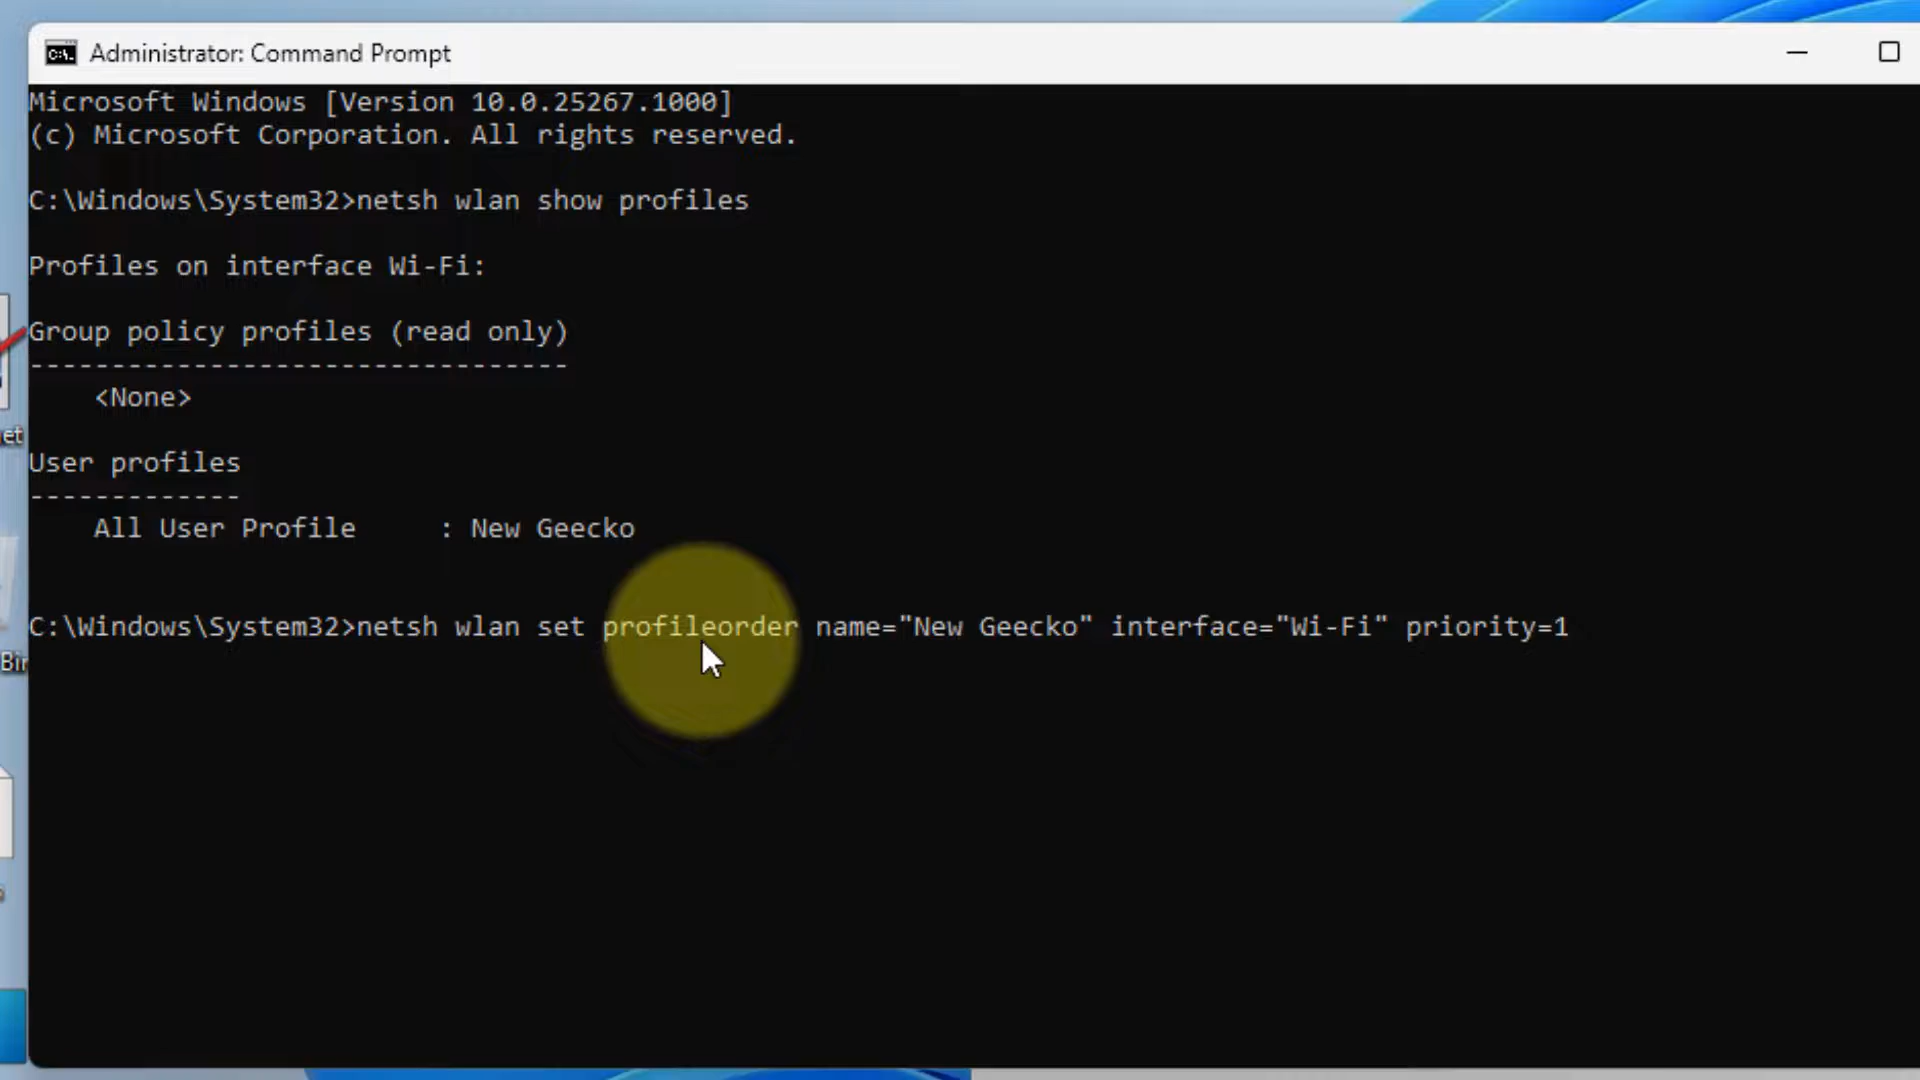 Administrator: Command Prompt
Microsoft Windows [Version 10.0.25267.1000]
(c) Microsoft Corporation. All rights reserved.
C:\Windows\System32>netsh wlan show profiles
Profiles on interface Wi-Fi:
Group policy profiles (read only)
---------------------------------
<None>
User profiles
-------------
All User Profile     : New Geecko
C:\Windows\System32>netsh wlan set profileorder name="New Geecko" interface="Wi-Fi" priority=1
et
Bin